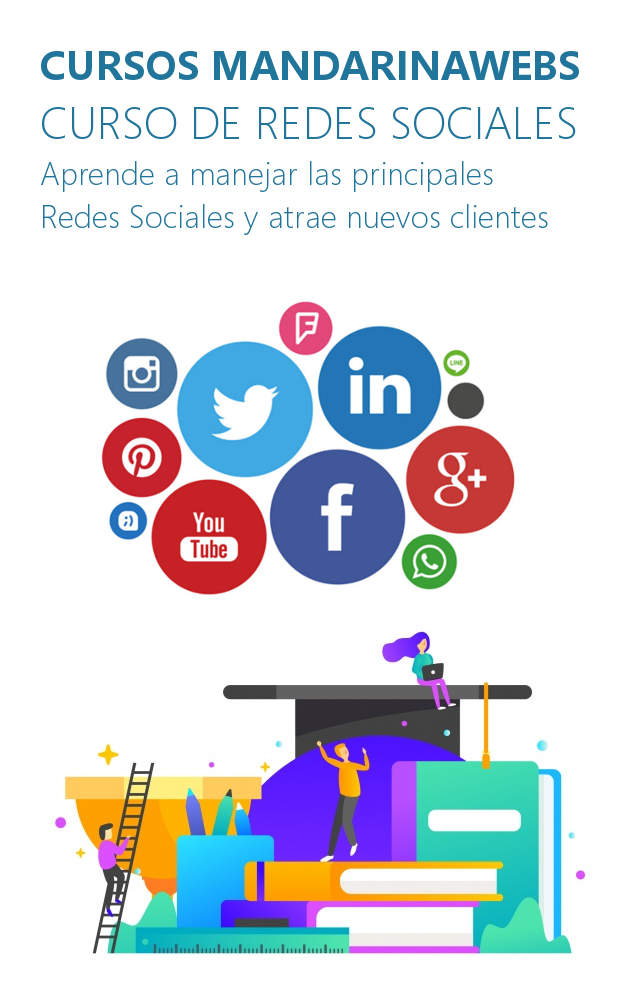 CURSOS MANDARINAWEBS
CURSO DE REDES SOCIALES
Aprende a manejar las principales
Redes Sociales y atrae nuevos clientes
in
LINE
g+
f
You
Tube